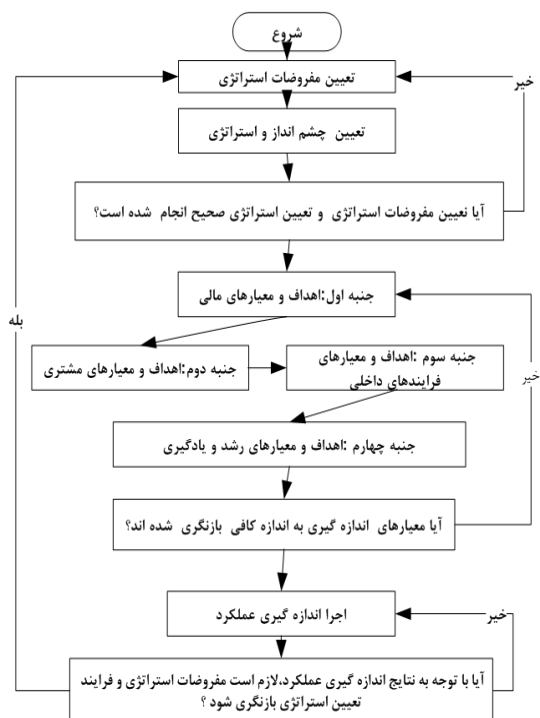 شروع
تعیین مفروضات استراتژی
خیر
تعیین چشم انداز و استراتژی
آیا تعیین مفروضات استراتژی و تعیین استراتژی صحیح انجام شده است؟
جنبه اول:اهداف و معیارهای مالی
بله
جنبه سوم :اهداف و معیارهای
فرایندهای داخلی
جنبه دوم:اهداف و معیارهای مشتری
خیر
جنبه چهارم :اهداف و معیارهای رشد و یادگیری
آیا معیارهای اندازه گیری به اندازه کافی بازنگری شده اند؟
اجرا اندازه گیری عملکرد
خیر
آیا با توجه به نتایج اندازه گیری عملکرد،لازم است مفروضات استراتژی و فرایند
تعیین استراتژی بازنگری شود ؟